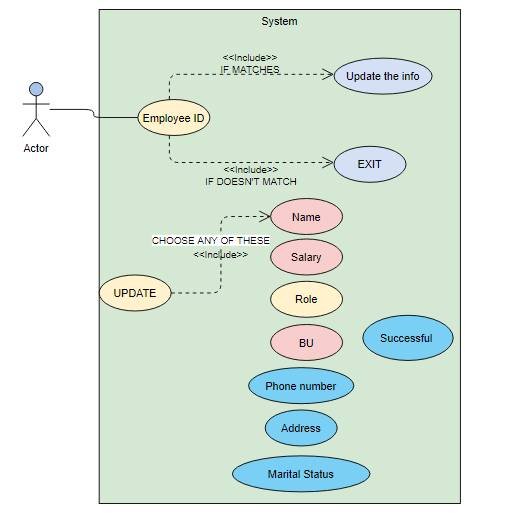 System
<<Include>>
IF MATCHES
Update the info
Employee ID
Actor
<<Include>>
IF DOESN'T MATCH
EXIT
Name
CHOOSE ANY OF THESE
<<Include>>
Salary
UPDATE
Role
Successful
BU
Phone number
Address
Marital Status